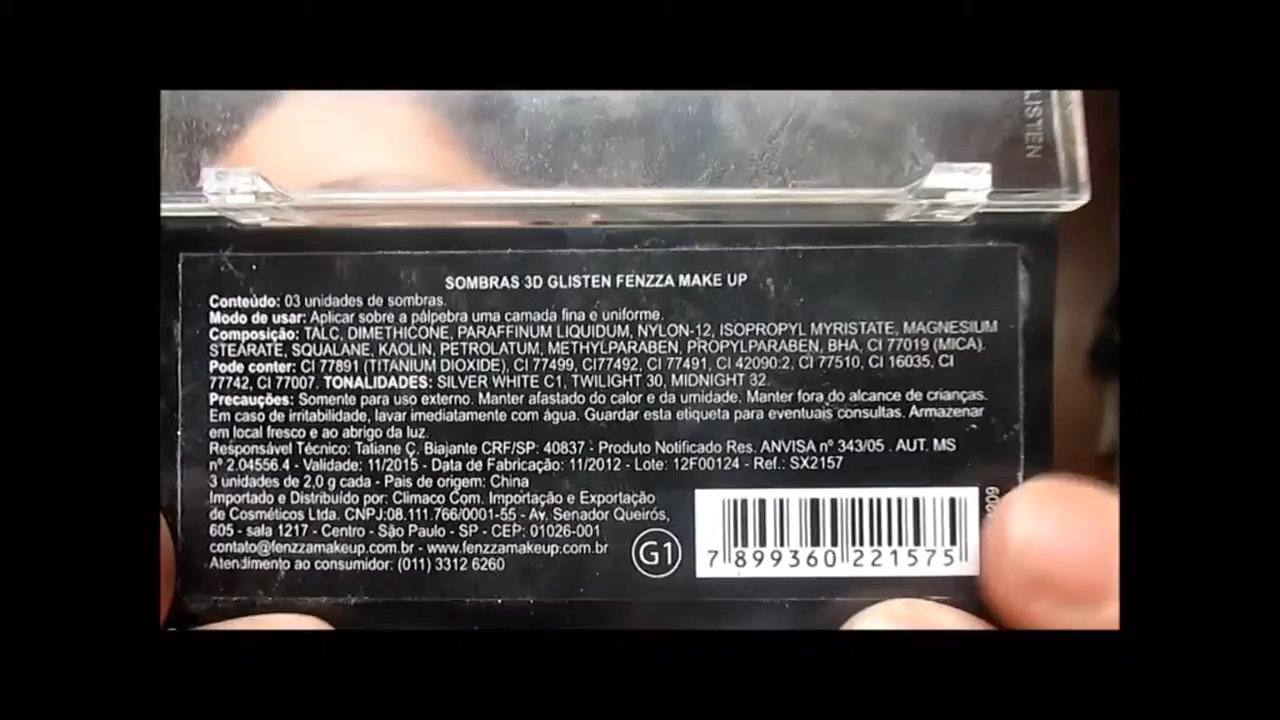 LISTEN
SOMBRAS 3D GLISTEN FENZZA MAKE UP
Conteúdo: 03 unidades de sombras.
Modo de usar: Aplicar sobre a pálpebra uma camada fina e uniforme.
Composição: TALC, DIMETHICONE, PARAFFINUM LIQUIDUM, NYLON-12, ISOPROPYL MYRISTATE, MAGNESIUM
STEARATE, SQUALANE, KAOLIN, PETROLATUM, METHYLPARABEN, PROPYLPARABEN, BHA, CI 77019 (MICA).
Pode conter: CI 77891 (TITANIUM DIOXIDE), CI 77499, CI77492, CI 77491, CI 42090:2, CI 77510, CI 16035, CI
77742, CI 77007. TONALIDADES: SILVER WHITE C1, TWILIGHT 30, MIDNIGHT 32.
Precauções: Somente para uso externo. Manter afastado do calor e da umidade. Manter fora do alcance de crianças.
Em caso de irritabilidade, lavar imediatamente com água. Guardar esta etiqueta para eventuais consultas. Armazenar
em local fresco e ao abrigo da luz.
Responsável Técnico: Tatiane C. Biajante CRF/SP: 40837 - Produto Notificado Res. ANVISA nº 343/05 . AUT. MS
nº 2.04556.4 - Validade: 11/2015 - Data de Fabricação: 11/2012 - Lote: 12F00124 - Ref.: SX2157
3 unidades de 2,0 g cada - Pais de origem: China
Importado e Distribuído por: Climaco Com. Importação e Exportação
de Cosméticos Ltda. CNPJ:08.111.766/0001-55 - Av. Senador Queirós,
605 - sala 1217 - Centro - São Paulo - SP - CEP: 01026-001
contato@fenzzamakeup.com.br - www.fenzzamakeup.com.br
Atendimento ao consumidor: (011) 3312 6260
G1
7 899360 221575